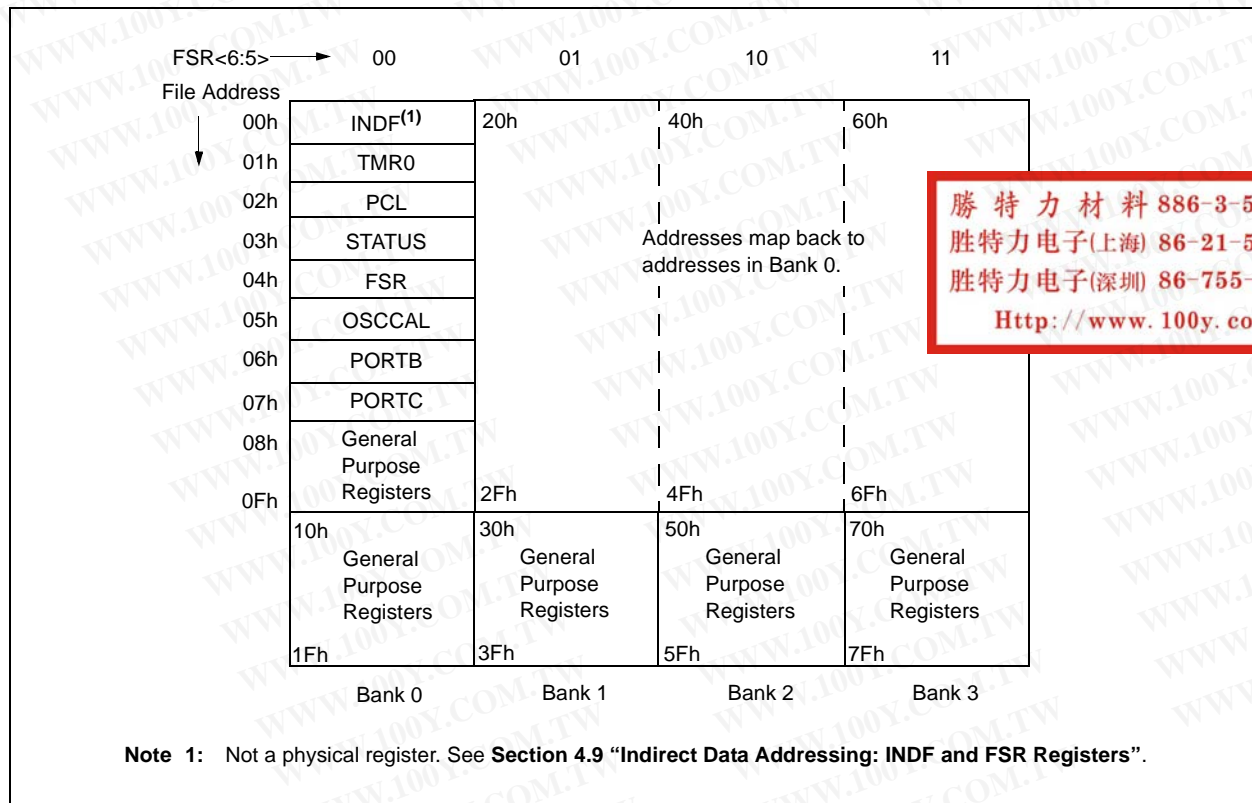 FSR<6:5> 00 01 10 11
File Address
00h INDF(1) 20h 40h 60h
01h TMR0
02h PCL
03h STATUS
Addresses map back to
addresses in Bank 0.
04h FSR
05h OSCCAL
06h PORTB
07h PORTC
08h General
Purpose
Registers
0Fh 2Fh 4Fh 6Fh
10h 30h 50h 70h
General General General General
Purpose Purpose Purpose Purpose
Registers Registers Registers Registers
1Fh 3Fh 5Fh 7Fh
Bank 0 Bank 1 Bank 2 Bank 3
勝 特 力 材 料 886-3-5
胜特力电子(上海) 86-21-5
胜特力电子(深圳) 86-755-
Http://www.100y.co
Note 1: Not a physical register. See Section 4.9 “Indirect Data Addressing: INDF and FSR Registers”.
WWW.100Y.COM.TW